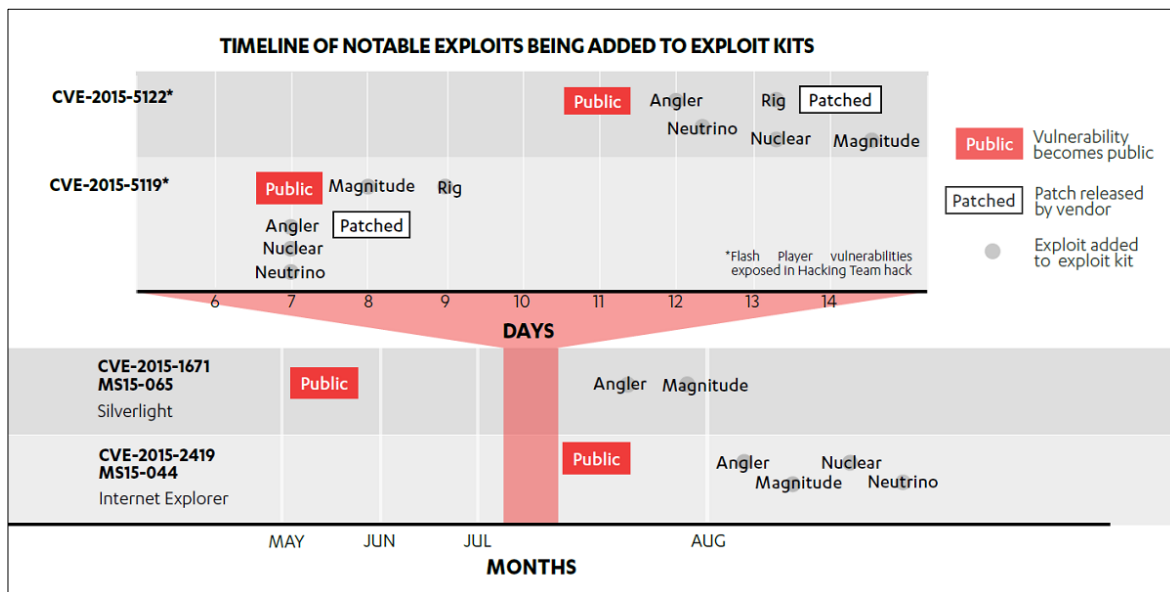 TIMELINE OF NOTABLE EXPLOITS BEING ADDED TO EXPLOIT KITS
CVE-2015-5122*
Public
Angler
Rig
Patched
Neutrino
Nuclear
Magnitude
CVE-2015-5119*
Public
Magnitude
Rig
Angler
Patched
Nuclear
Neutrino
*Flash Player vulnerabilities
exposed in Hacking Team hack
6 7 8 9 10 11 12 13 14
DAYS
Public
Vulnerability
becomes public
Patched
Patch released
by vendor
Exploit added
to exploit kit
CVE-2015-1671
MS15-065
Silverlight
Public
Angler
Magnitude
CVE-2015-2419
MS15-044
Internet Explorer
Public
Angler
Nuclear
Magnitude
Neutrino
MAY JUN JUL AUG
MONTHS